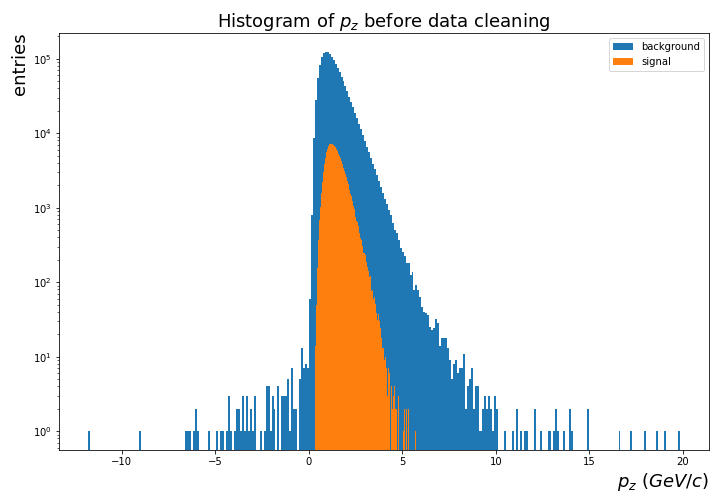 Histogram of p_z before data cleaning
entries
background
signal
10^5
10^4
10^3
10^2
10^1
10^0
−10 −5 0 5 10 15 20
p_z (GeV/c)